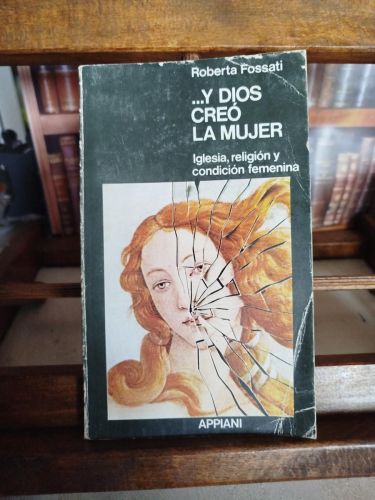 Roberta Fossati
...Y DIOS
CREÓ
LA MUJER
Iglesia, religión y
condición femenina
APPIANI